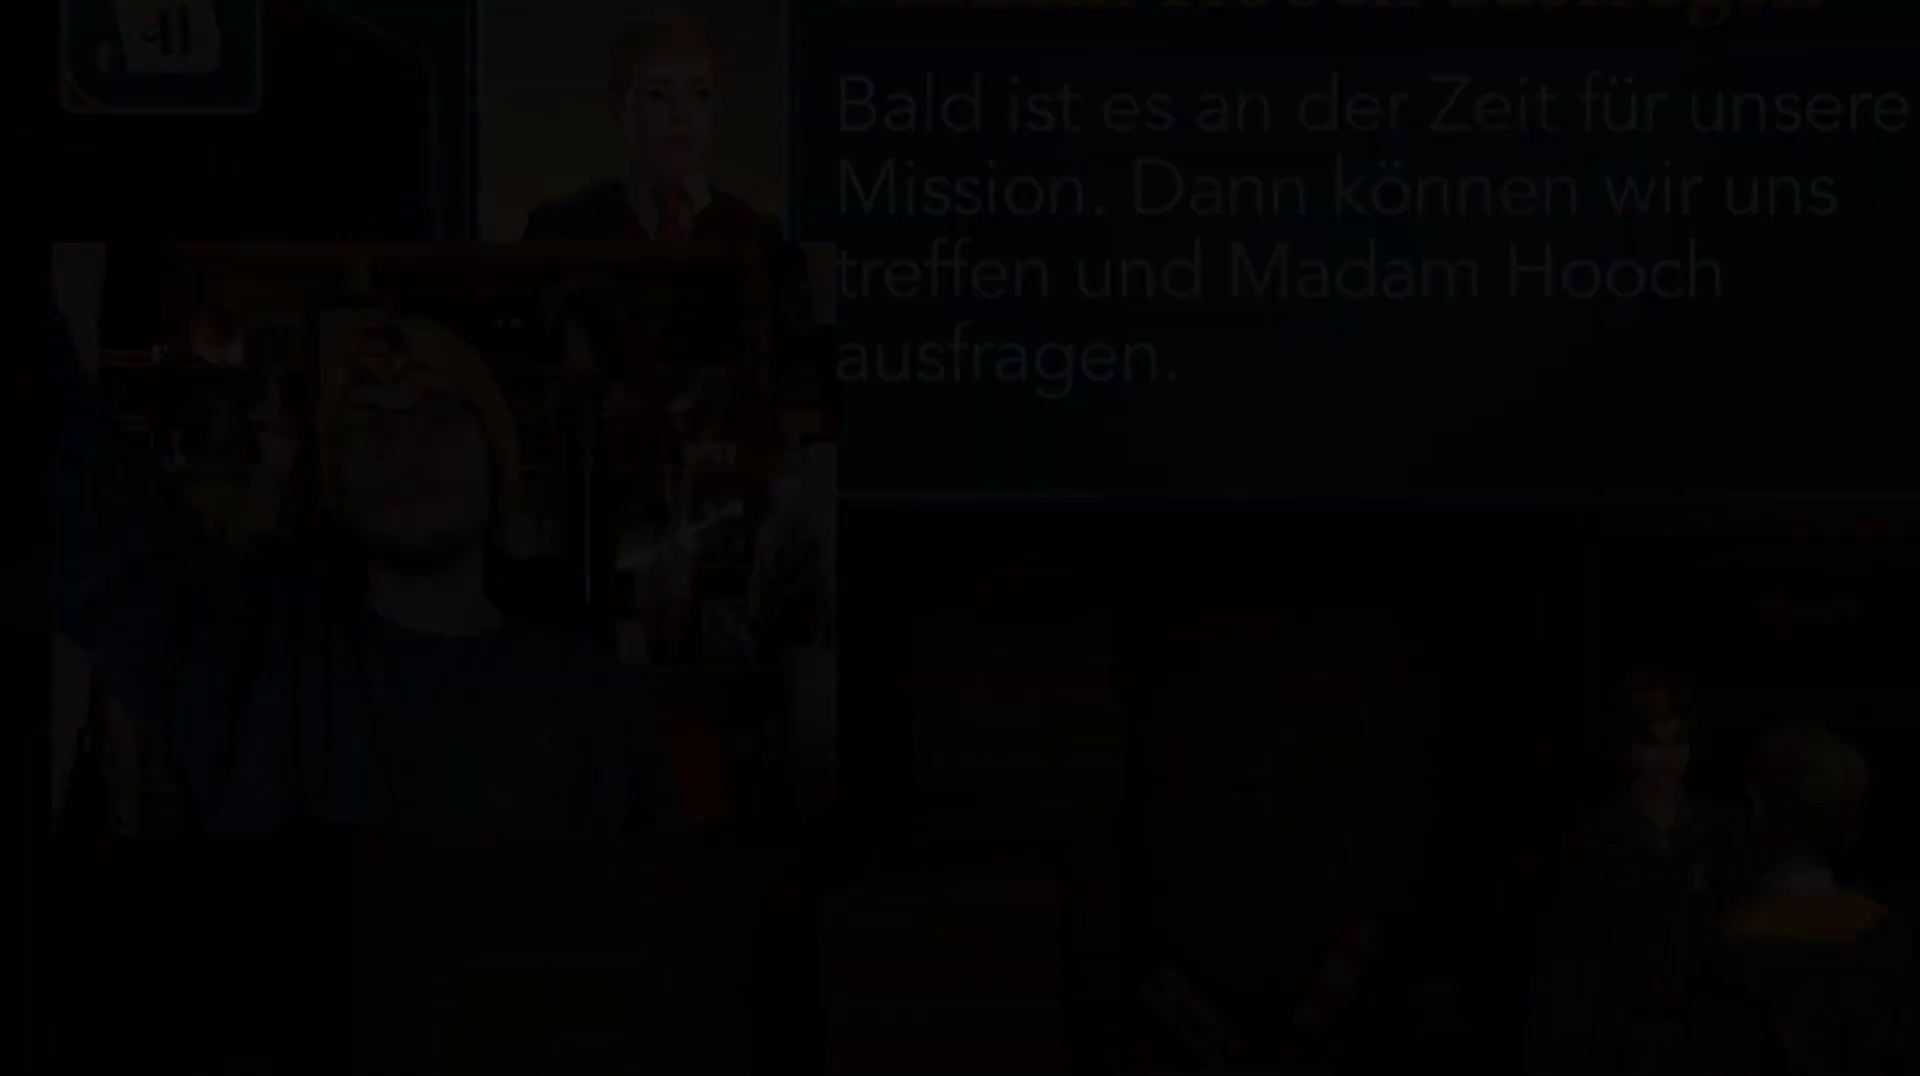 Bald ist es an der Zeit für unsere
Mission. Dann können wir uns
treffen und Madam Hooch
ausfragen.